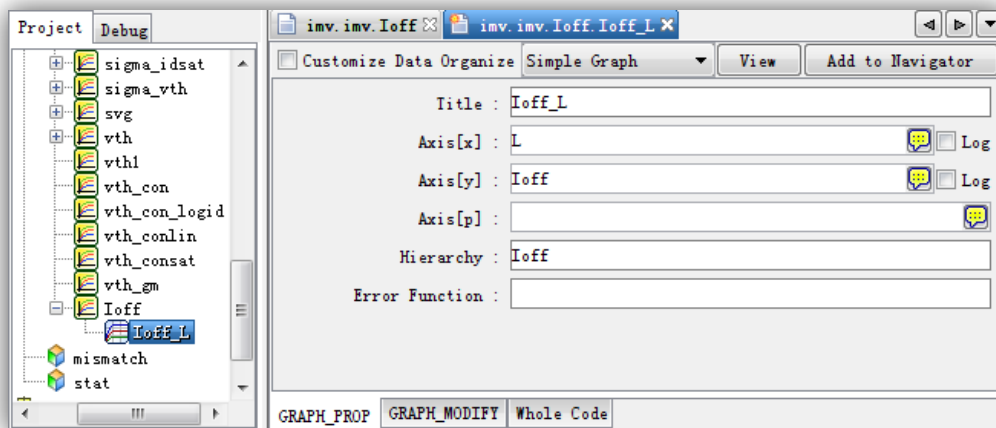 Project Debug
sigma_idsat
sigma_vth
svg
vth
vth1
vth_con
vth_con_logid
vth_conlin
vth_consat
vth_gm
Ioff
Ioff_L
mismatch
stat
imv.imv.Ioff imv.imv.Ioff.Ioff_L
Customize Data Organize Simple Graph View Add to Navigator
Title : Ioff_L
Axis[x] : L Log
Axis[y] : Ioff Log
Axis[p] :
Hierarchy : Ioff
Error Function :
GRAPH_PROP GRAPH_MODIFY Whole Code